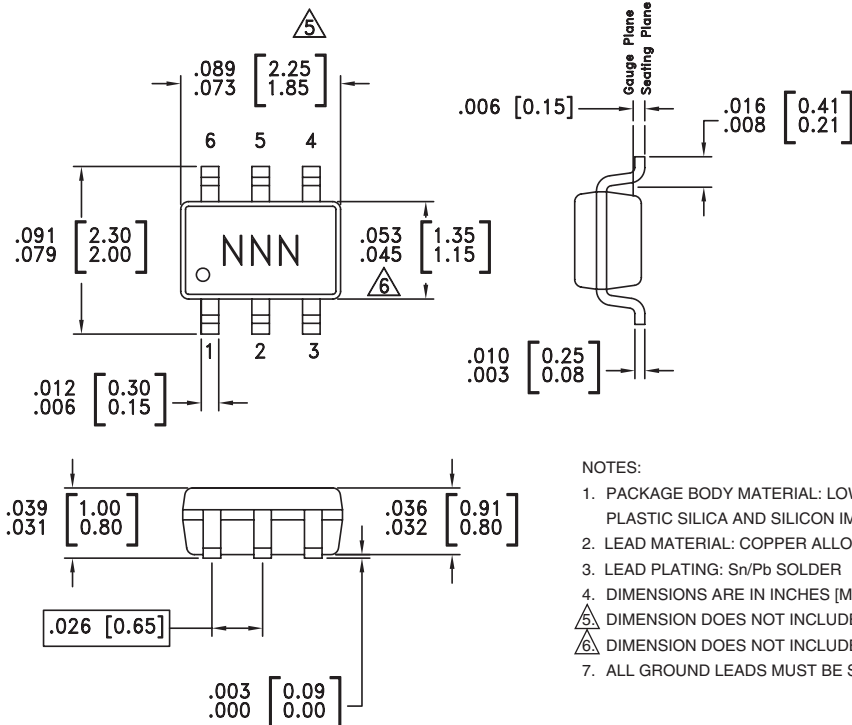 5
.089 [2.25]
.073 [1.85]
Gauge Plane
Seating Plane
.006 [0.15]
.016 [0.41]
.008 [0.21]
6 5 4
.091 [2.30]
.079 [2.00]
NNN
.053 [1.35]
.045 [1.15]
6
1 2 3
.010 [0.25]
.003 [0.08]
.012 [0.30]
.006 [0.15]
.039 [1.00]
.031 [0.80]
.036 [0.91]
.032 [0.80]
.026 [0.65]
.003 [0.09]
.000 [0.00]
NOTES:
1. PACKAGE BODY MATERIAL:
PLASTIC SILICA AND SILICON
2. LEAD MATERIAL: COPPER
3. LEAD PLATING: Sn/Pb SOLDER
4. DIMENSIONS ARE IN INCHES
5. DIMENSION DOES NOT
6. DIMENSION DOES NOT
7. ALL GROUND LEADS MUST BE